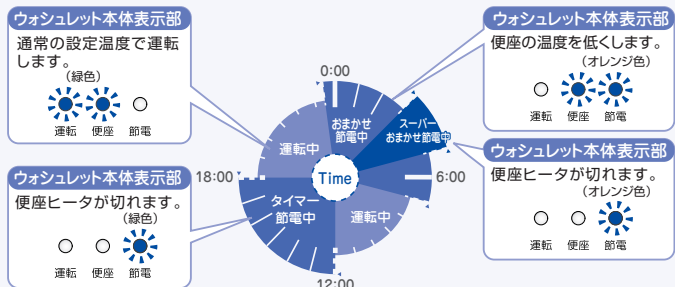 ウォシュレット本体表示部
通常の設定温度で運転
します。
(緑色)
運転 便座 節電
ウォシュレット本体表示部
便座の温度を低くします。
(オレンジ色)
運転 便座 節電
0:00
おまかせ
節電中
スーパー
おまかせ節電中
運転中
Time
18:00
6:00
タイマー
節電中
運転中
12:00
ウォシュレット本体表示部
便座ヒータが切れます。
(緑色)
運転 便座 節電
ウォシュレット本体表示部
便座ヒータが切れます。
(オレンジ色)
運転 便座 節電